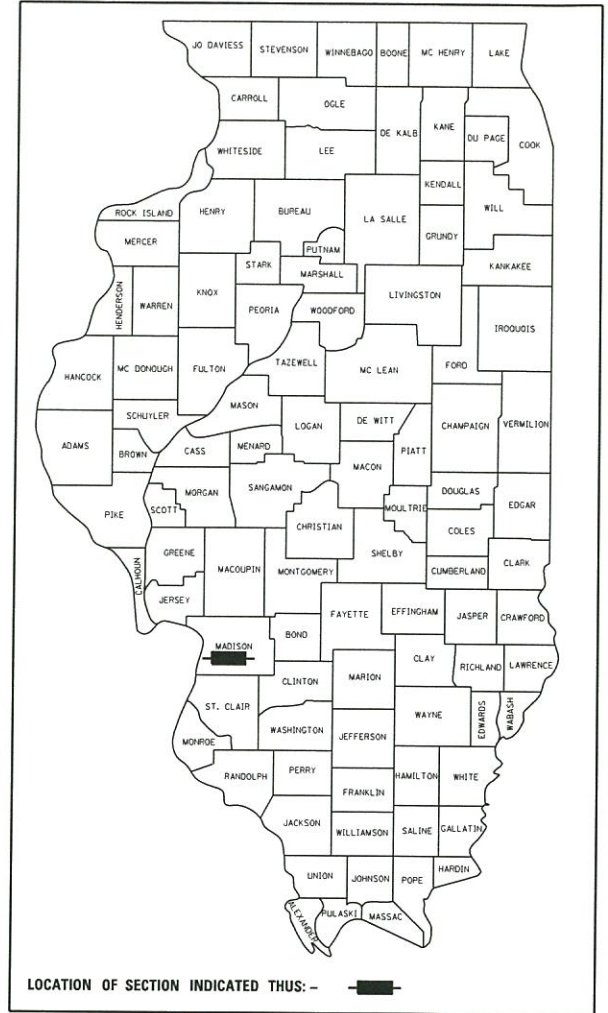 JO DAVIESS STEVENSON WINNEBAGO BOONE MC HENRY LAKE
CARROLL OGLE DE KALB KANE DU PAGE COOK
WHITESIDE LEE
KENDALL WILL
ROCK ISLAND HENRY BUREAU LA SALLE GRUNDY
MERCER PUTNAM
STARK MARSHALL KANKAKEE
HENDERSON WARREN KNOX PEORIA WOODFORD LIVINGSTON IROQUOIS
HANCOCK MC DONOUGH FULTON TAZEWELL MC LEAN FORD
SCHUYLER MASON LOGAN DE WITT CHAMPAIGN VERMILION
ADAMS BROWN CASS MENARD PIATT
MACON
PIKE SCOTT MORGAN SANGAMON MOULTRIE DOUGLAS EDGAR
CHRISTIAN COLES
CALHOUN GREENE MACOUPIN MONTGOMERY SHELBY CUMBERLAND CLARK
JERSEY FAYETTE EFFINGHAM JASPER CRAWFORD
MADISON BOND CLAY RICHLAND LAWRENCE
CLINTON MARION
ST. CLAIR WAYNE EDWARDS WABASH
MONROE WASHINGTON JEFFERSON
RANDOLPH PERRY HAMILTON WHITE
FRANKLIN
JACKSON WILLIAMSON SALINE GALLATIN
UNION JOHNSON POPE HARDIN
ALEXANDER PULASKI MASSAC
LOCATION OF SECTION INDICATED THUS: –